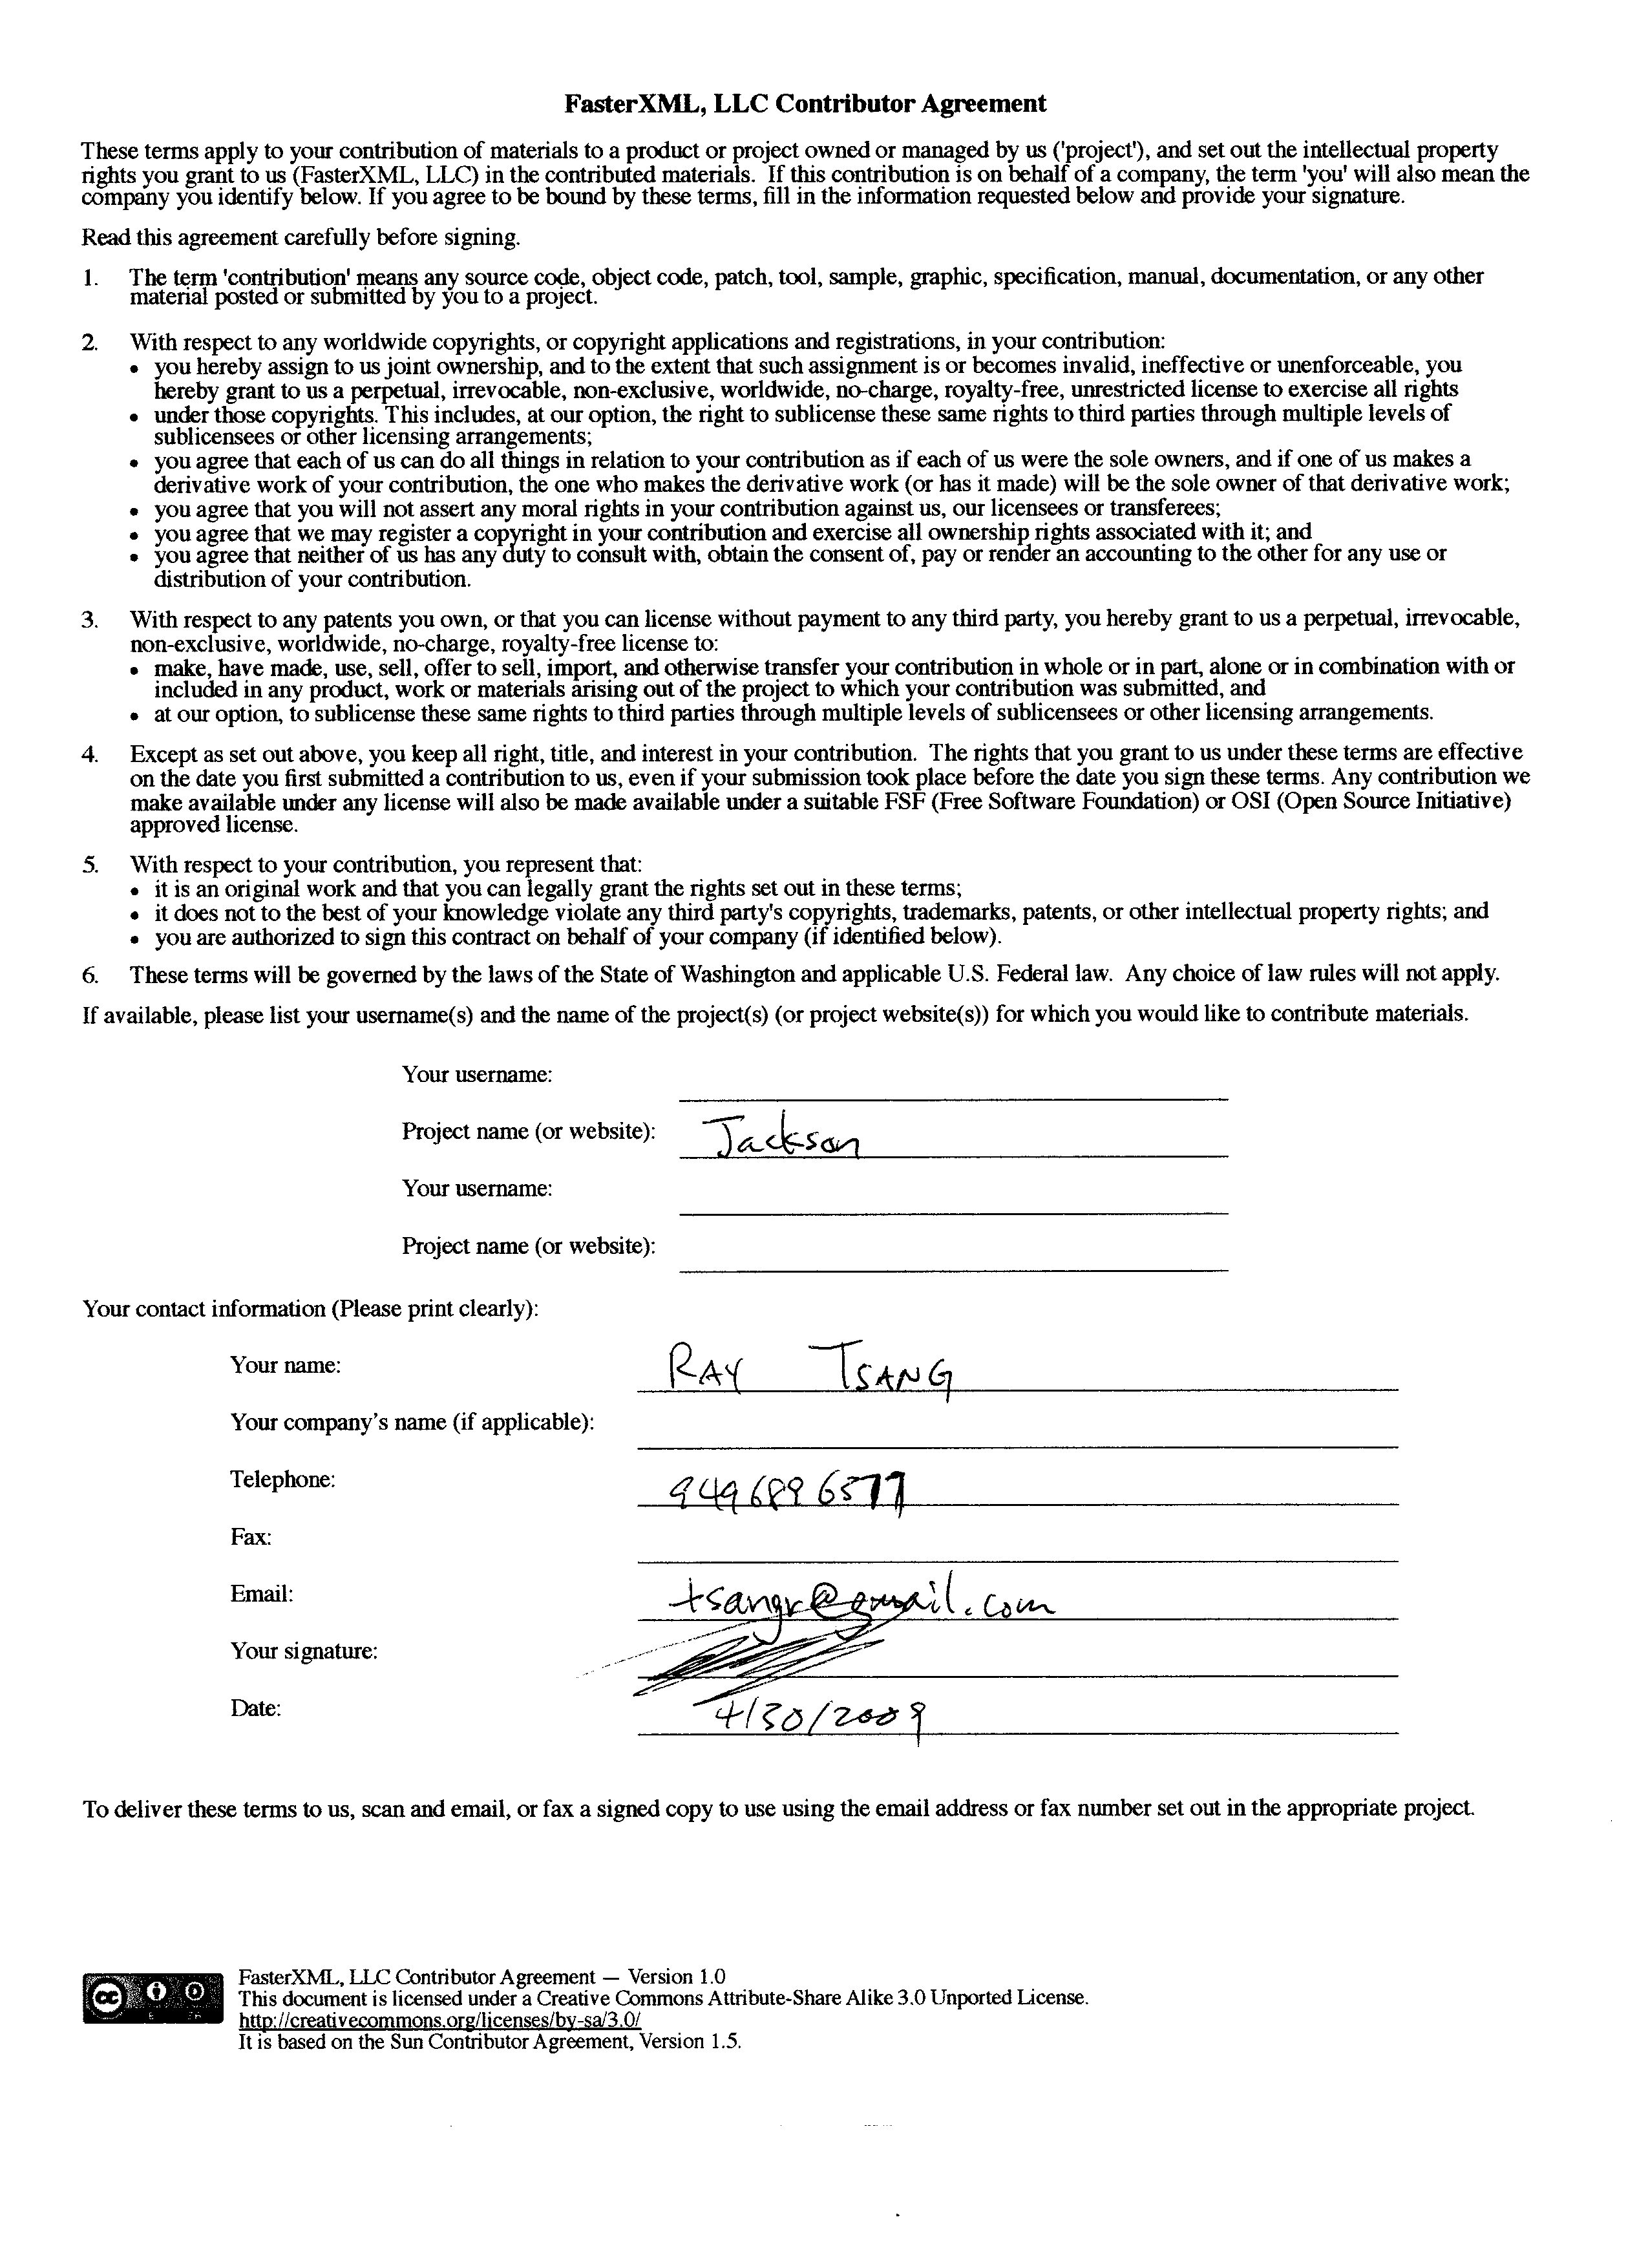 FasterXML, LLC Contributor Agreement
These terms apply to your contribution of materials to a product or project owned or managed by us ('project'), and set out the intellectual property
rights you grant to us (FasterXML, LLC) in the contributed materials.  If this contribution is on behalf of a company, the term 'you' will also mean the
company you identify below. If you agree to be bound by these terms, fill in the information requested below and provide your signature.
Read this agreement carefully before signing.
1. The term 'contribution' means any source code, object code, patch, tool, sample, graphic, specification, manual, documentation, or any other
material posted or submitted by you to a project.
2. With respect to any worldwide copyrights, or copyright applications and registrations, in your contribution:
• you hereby assign to us joint ownership, and to the extent that such assignment is or becomes invalid, ineffective or unenforceable, you
hereby grant to us a perpetual, irrevocable, non-exclusive, worldwide, no-charge, royalty-free, unrestricted license to exercise all rights
• under those copyrights. This includes, at our option, the right to sublicense these same rights to third parties through multiple levels of
sublicensees or other licensing arrangements;
• you agree that each of us can do all things in relation to your contribution as if each of us were the sole owners, and if one of us makes a
derivative work of your contribution, the one who makes the derivative work (or has it made) will be the sole owner of that derivative work;
• you agree that you will not assert any moral rights in your contribution against us, our licensees or transferees;
• you agree that we may register a copyright in your contribution and exercise all ownership rights associated with it; and
• you agree that neither of us has any duty to consult with, obtain the consent of, pay or render an accounting to the other for any use or
distribution of your contribution.
3. With respect to any patents you own, or that you can license without payment to any third party, you hereby grant to us a perpetual, irrevocable,
non-exclusive, worldwide, no-charge, royalty-free license to:
• make, have made, use, sell, offer to sell, import, and otherwise transfer your contribution in whole or in part, alone or in combination with or
included in any product, work or materials arising out of the project to which your contribution was submitted, and
• at our option, to sublicense these same rights to third parties through multiple levels of sublicensees or other licensing arrangements.
4. Except as set out above, you keep all right, title, and interest in your contribution.  The rights that you grant to us under these terms are effective
on the date you first submitted a contribution to us, even if your submission took place before the date you sign these terms. Any contribution we
make available under any license will also be made available under a suitable FSF (Free Software Foundation) or OSI (Open Source Initiative)
approved license.
5. With respect to your contribution, you represent that:
• it is an original work and that you can legally grant the rights set out in these terms;
• it does not to the best of your knowledge violate any third party's copyrights, trademarks, patents, or other intellectual property rights; and
• you are authorized to sign this contract on behalf of your company (if identified below).
6. These terms will be governed by the laws of the State of Washington and applicable U.S. Federal law.  Any choice of law rules will not apply.
If available, please list your username(s) and the name of the project(s) (or project website(s)) for which you would like to contribute materials.
Your username:
Project name (or website): Jackson
Your username:
Project name (or website):
Your contact information (Please print clearly):
Your name: RAY TSANG
Your company's name (if applicable):
Telephone:
Fax:
Email: tsangr@gmail.com
Your signature:
Date: 4/30/2009
To deliver these terms to us, scan and email, or fax a signed copy to use using the email address or fax number set out in the appropriate project.
cc
FasterXML, LLC Contributor Agreement — Version 1.0
This document is licensed under a Creative Commons Attribute-Share Alike 3.0 Unported License.
http://creativecommons.org/licenses/by-sa/3.0/
It is based on the Sun Contributor Agreement, Version 1.5.